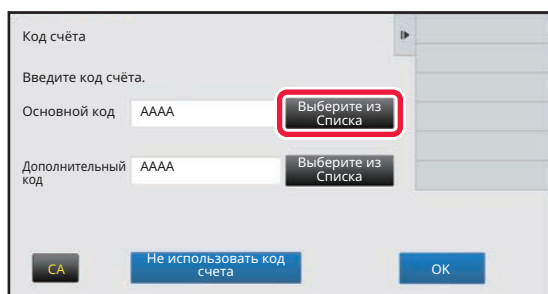 Код счёта
Введите код счёта.
Основной код
AAAA
Выберите из
Списка
Дополнительный
код
AAAA
Выберите из
Списка
CA
Не использовать код
счета
OK